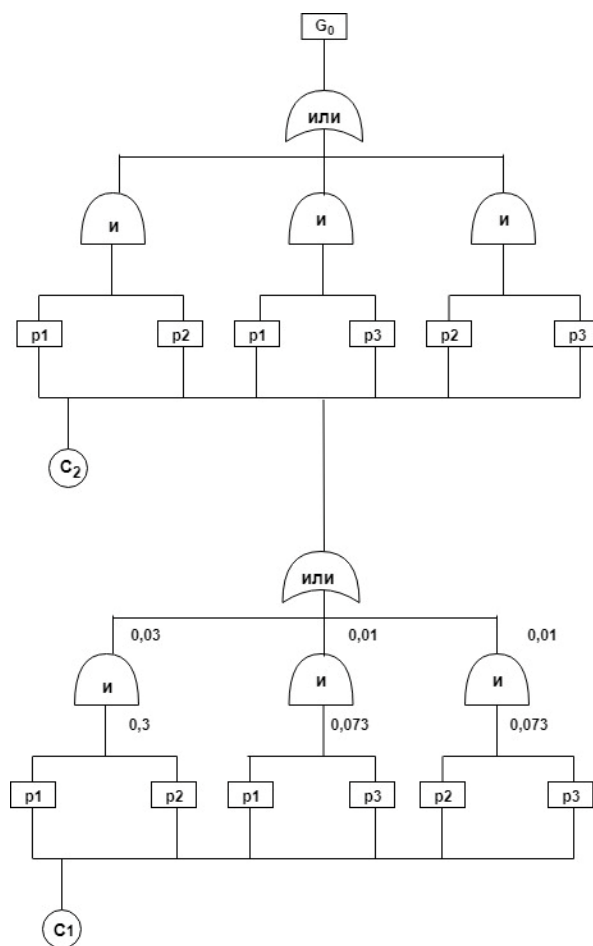 G₀
или
и и и
p1 p2 p1 p3 p2 p3
C₂
или
0,03 0,01 0,01
и и и
0,3 0,073 0,073
p1 p2 p1 p3 p2 p3
C1